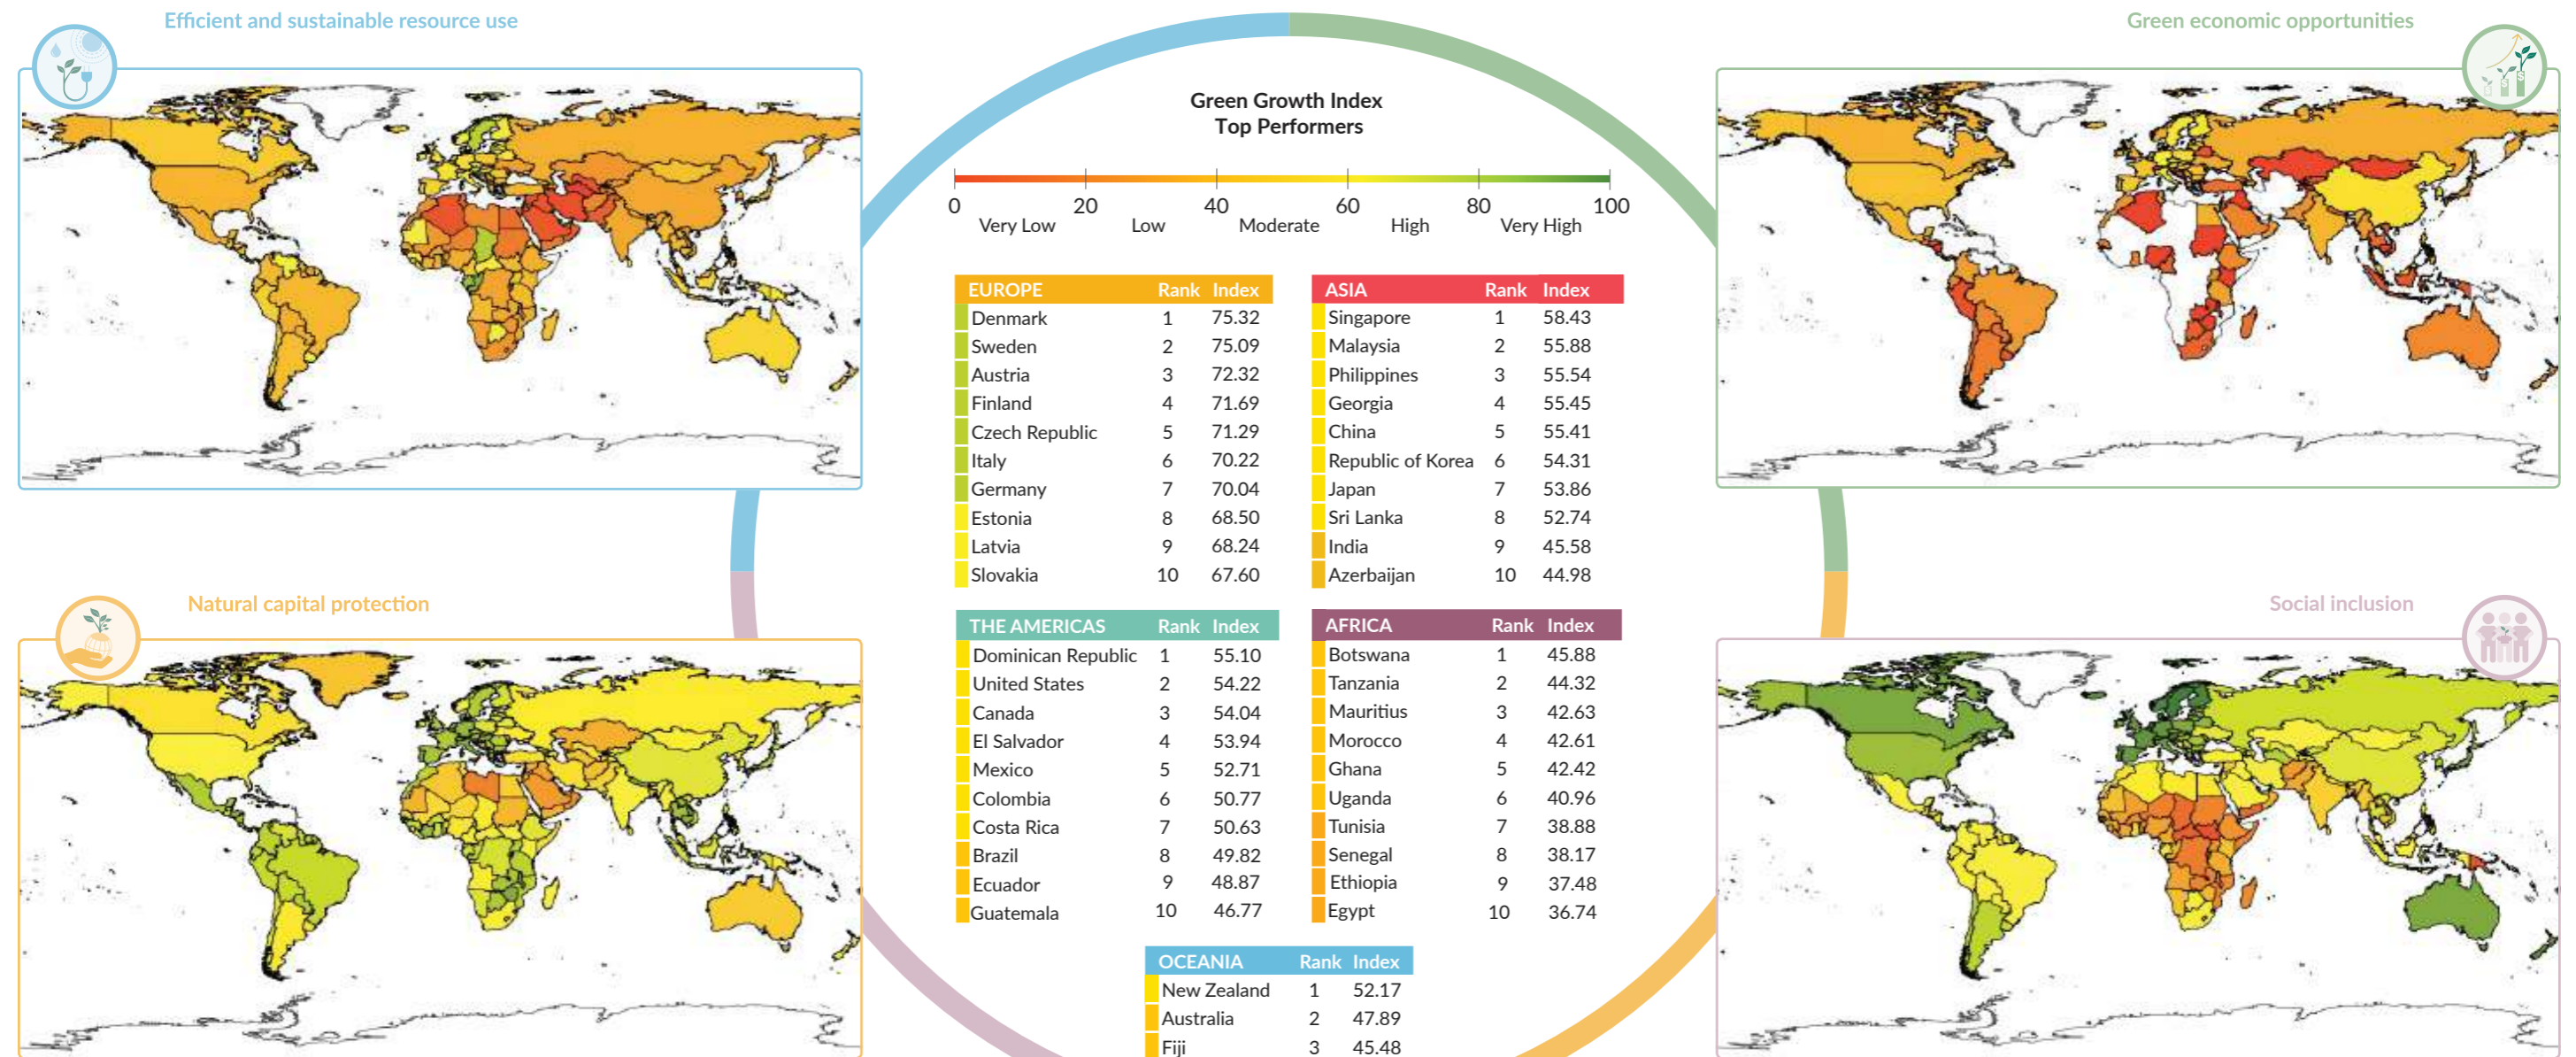 Efficient and sustainable resource use
Green economic opportunities
Green Growth Index
Top Performers
0 20 40 60 80 100
Very Low Low Moderate High Very High
EUROPE Rank Index
Denmark 1 75.32
Sweden 2 75.09
Austria 3 72.32
Finland 4 71.69
Czech Republic 5 71.29
Italy 6 70.22
Germany 7 70.04
Estonia 8 68.50
Latvia 9 68.24
Slovakia 10 67.60
ASIA Rank Index
Singapore 1 58.43
Malaysia 2 55.88
Philippines 3 55.54
Georgia 4 55.45
China 5 55.41
Republic of Korea 6 54.31
Japan 7 53.86
Sri Lanka 8 52.74
India 9 45.58
Azerbaijan 10 44.98
Natural capital protection
Social inclusion
THE AMERICAS Rank Index
Dominican Republic 1 55.10
United States 2 54.22
Canada 3 54.04
El Salvador 4 53.94
Mexico 5 52.71
Colombia 6 50.77
Costa Rica 7 50.63
Brazil 8 49.82
Ecuador 9 48.87
Guatemala 10 46.77
AFRICA Rank Index
Botswana 1 45.88
Tanzania 2 44.32
Mauritius 3 42.63
Morocco 4 42.61
Ghana 5 42.42
Uganda 6 40.96
Tunisia 7 38.88
Senegal 8 38.17
Ethiopia 9 37.48
Egypt 10 36.74
OCEANIA Rank Index
New Zealand 1 52.17
Australia 2 47.89
Fiji 3 45.48